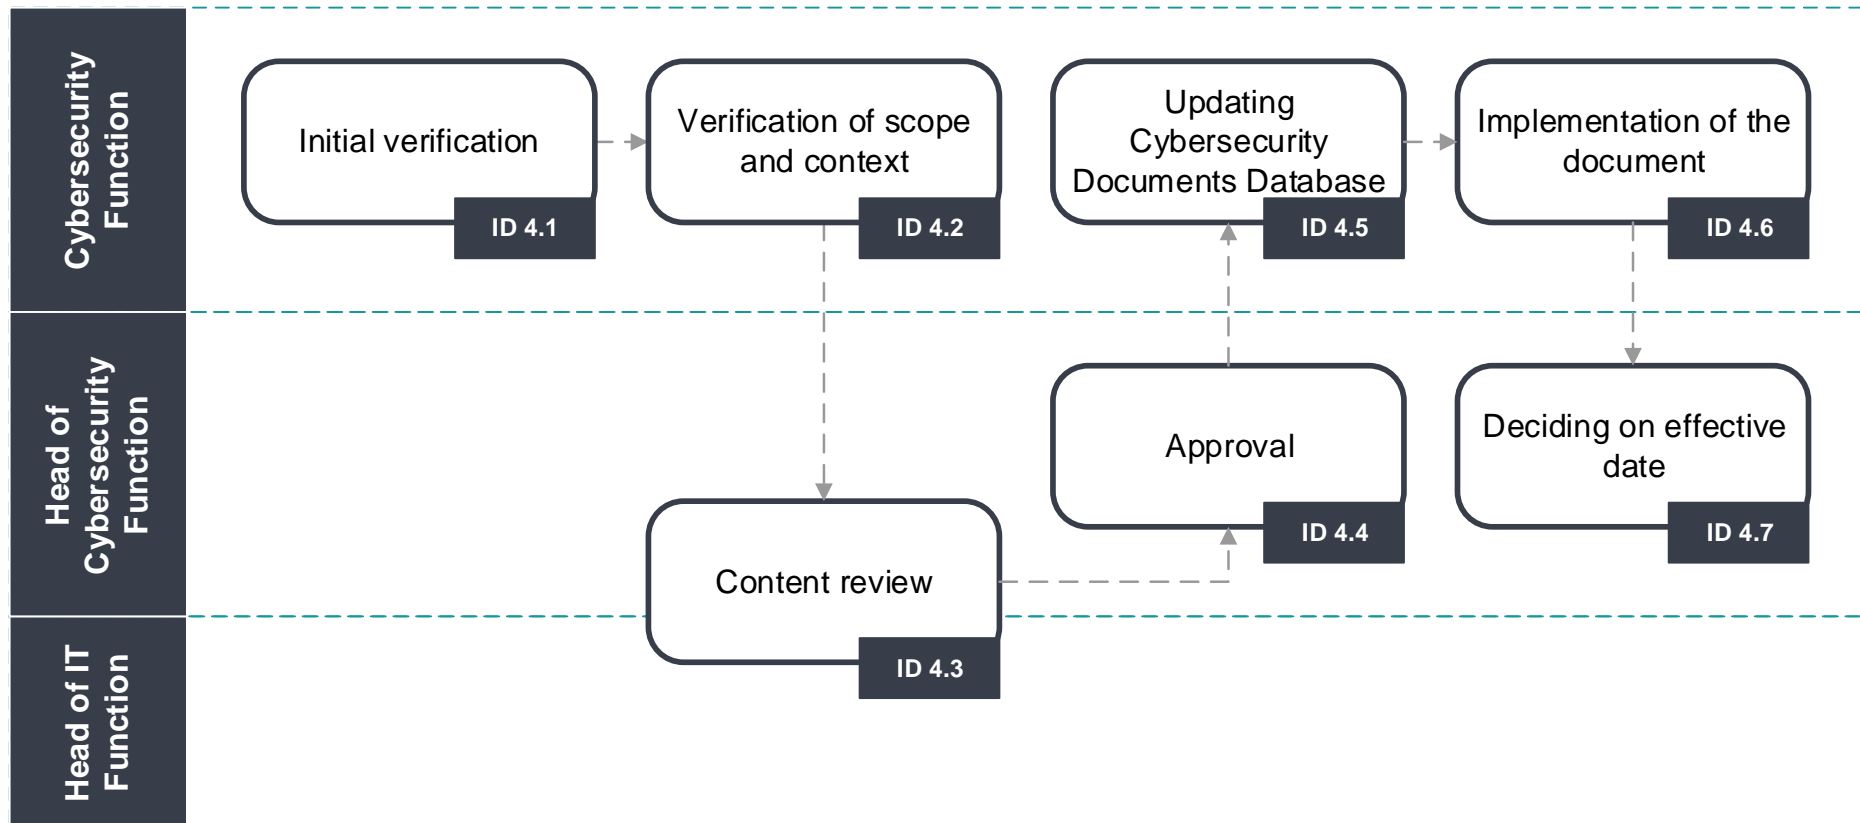 Cybersecurity
Function
Initial verification
ID 4.1
Verification of scope
and context
ID 4.2
Updating
Cybersecurity
Documents Database
ID 4.5
Implementation of the
document
ID 4.6
Head of
Cybersecurity
Function
Content review
ID 4.3
Approval
ID 4.4
Deciding on effective
date
ID 4.7
Head of IT
Function